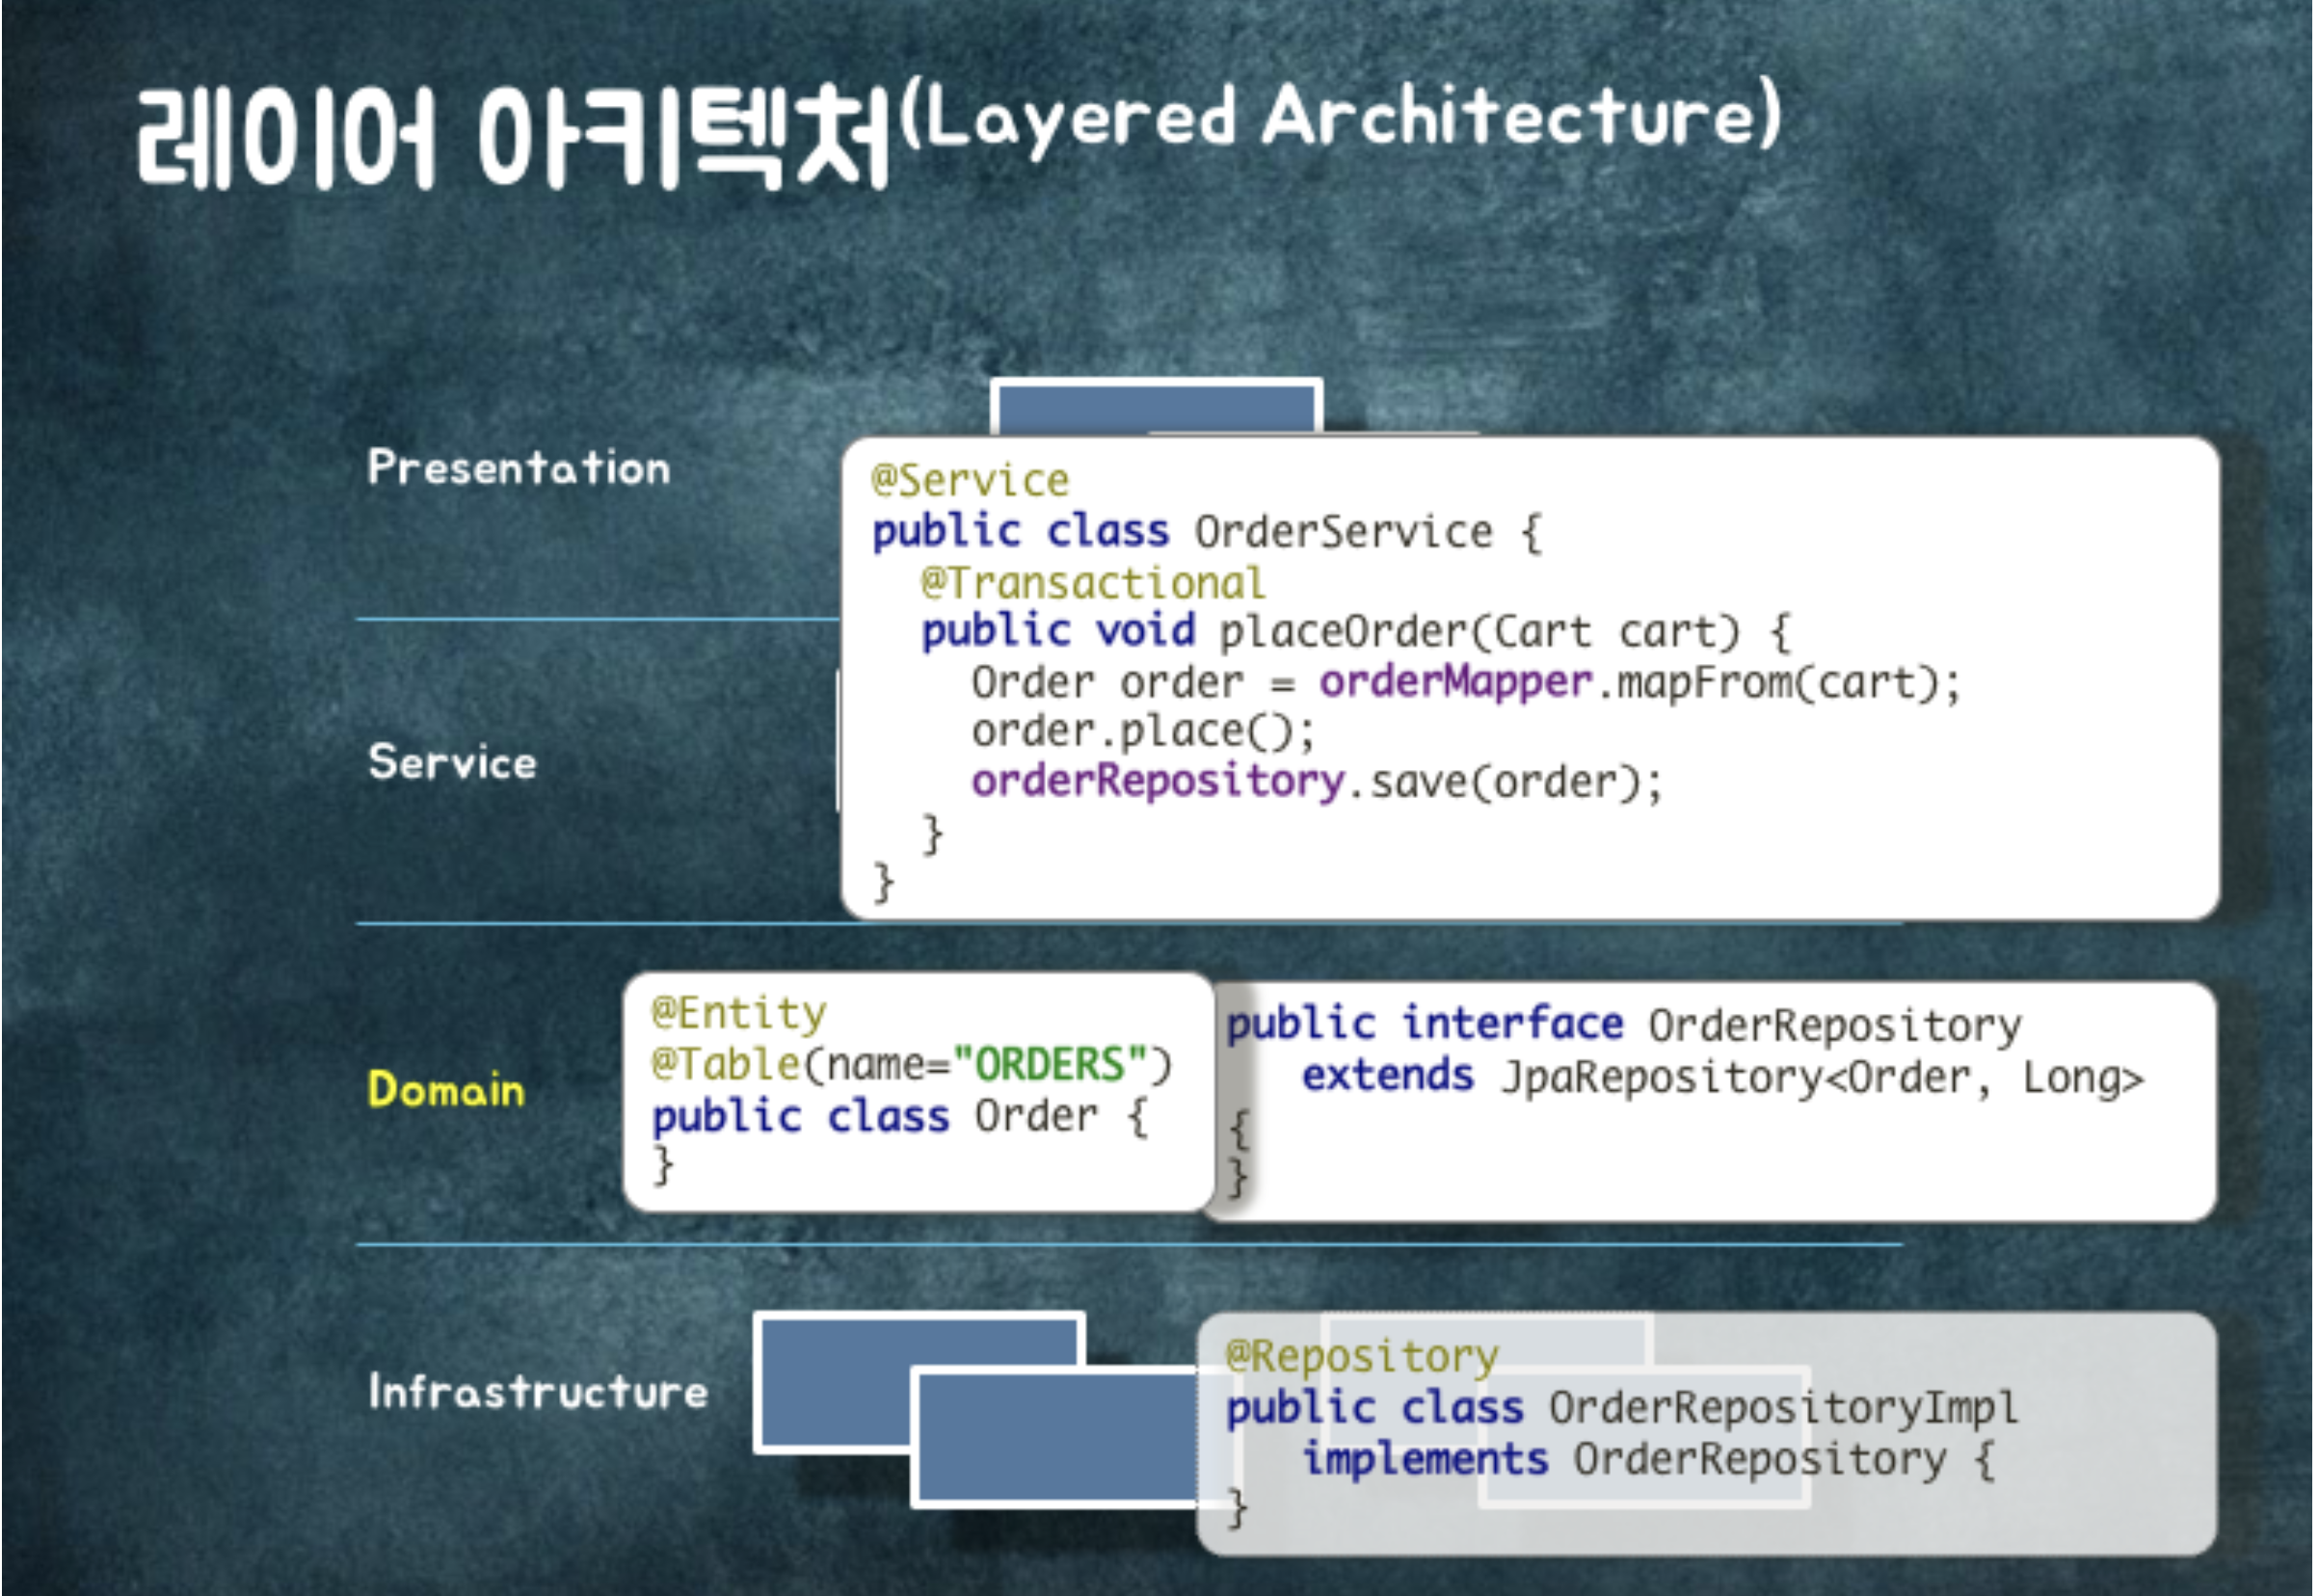 레이어 아키텍처(Layered Architecture)
Presentation
@Service
public class OrderService {
@Transactional
public void placeOrder(Cart cart) {
Order order = orderMapper.mapFrom(cart);
order.place();
orderRepository.save(order);
}
}
Service
Domain
@Entity
@Table(name="ORDERS")
public class Order {
}
public interface OrderRepository
extends JpaRepository<Order, Long>
{
}
Infrastructure
@Repository
public class OrderRepositoryImpl
implements OrderRepository {
}